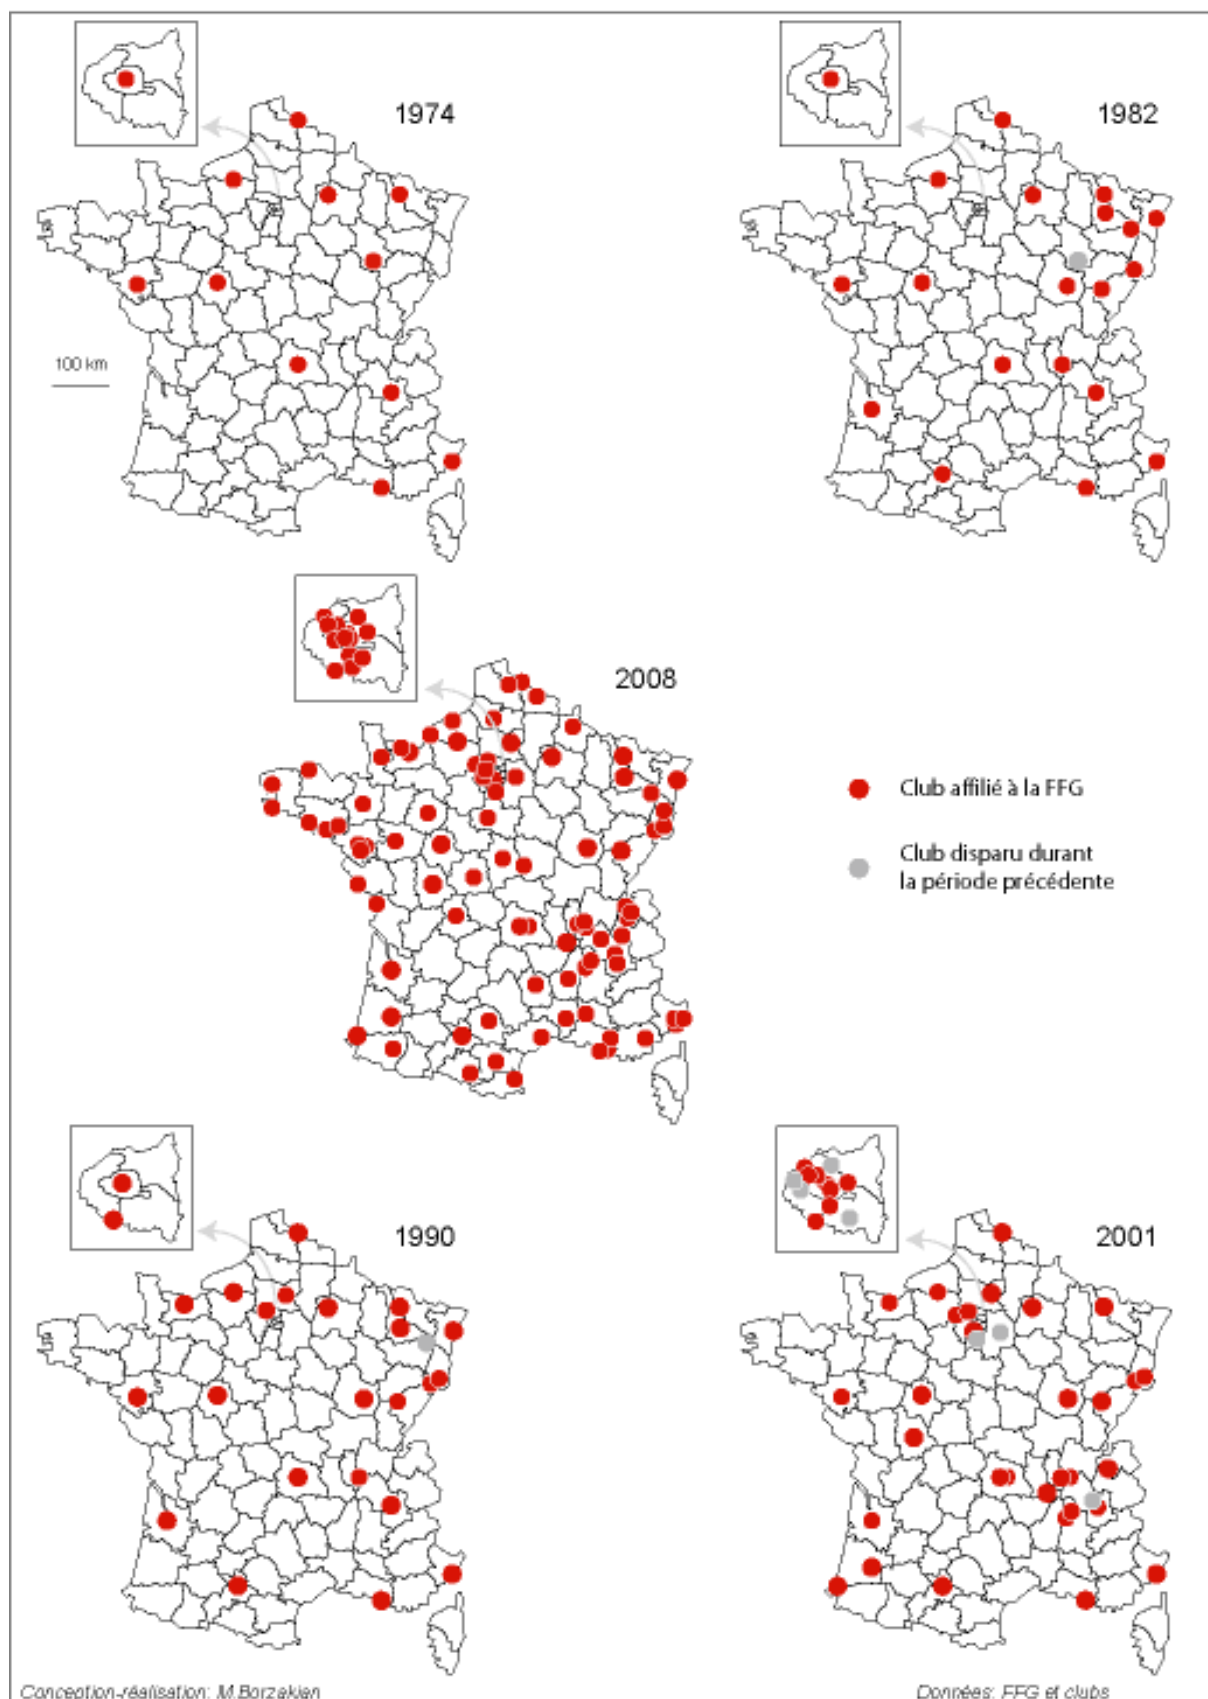 1974
1982
100 km
2008
Club affilié à la FFG
Club disparu durant
la période précédente
1990
2001
Conception-réalisation: M.Borzakian
Données: FFG et clubs